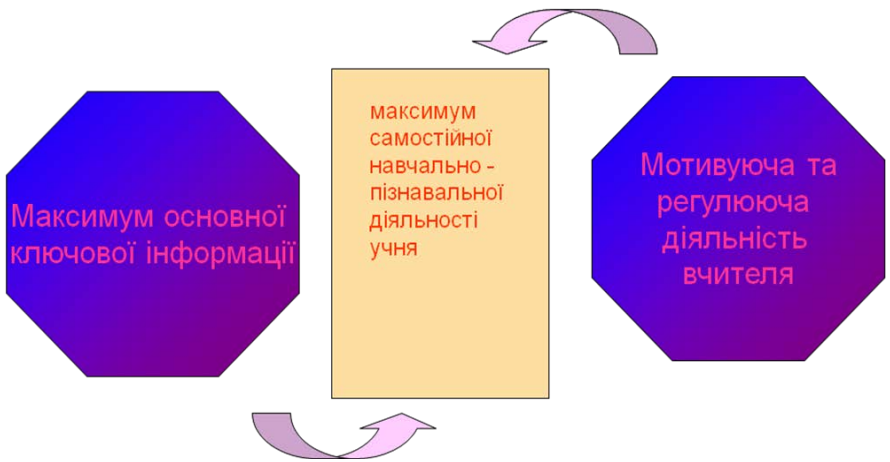 Максимум основної
ключової інформації
максимум
самостійної
навчально -
пізнавальної
діяльності
учня
Мотивуюча та
регулююча
діяльність
вчителя